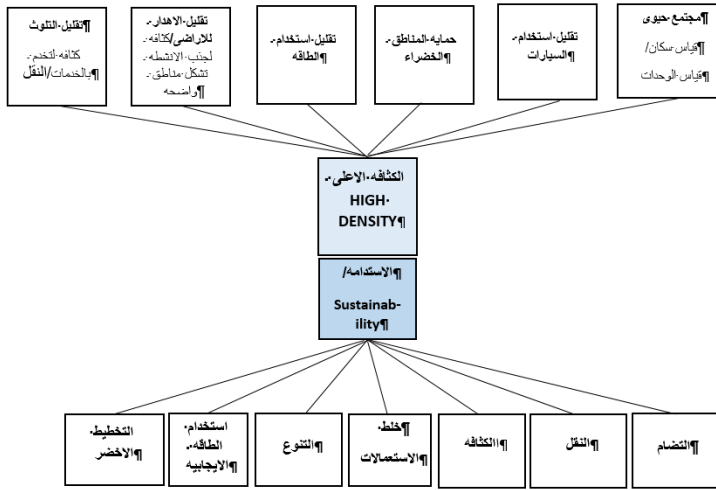 مجتمع حيوى¶
قياس سكان/
قياس الوحدات¶
تقليل استخدام
السيارات¶
حمايه المناطق
الخضراء¶
تقليل استخدام
الطاقه¶
تقليل الاهدار
للاراضى/كثافه
لجذب الانشطه
تشكل مناطق
واضحه¶
تقليل التلوث¶
كثافه لتخدم
بالخدمات/النقل¶
الكثافه الاعلى
HIGH
DENSITY¶
الاستدامه/¶
Sustainab-
ility¶
التضام¶
النقل¶
االكثافه¶
خلط
الاستعمالات¶
التنوع¶
استخدام
الطاقه
الايجابيه¶
التخطيط
الاخضر¶